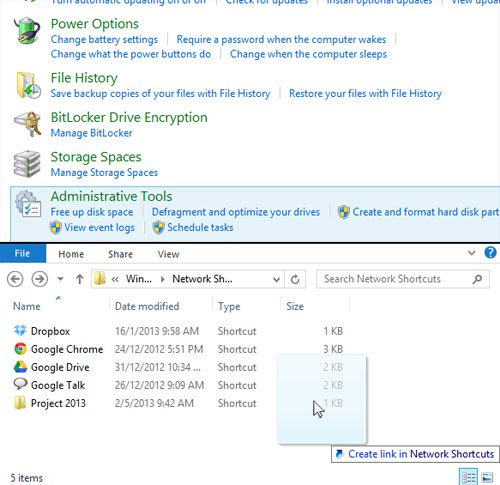 Turn automatic updating on or off Check for updates Install optional updates View upda
Power Options
Change battery settings Require a password when the computer wakes
Change what the power buttons do Change when the computer sleeps
File History
Save backup copies of your files with File History Restore your files with File History
BitLocker Drive Encryption
Manage BitLocker
Storage Spaces
Manage Storage Spaces
Administrative Tools
Free up disk space Defragment and optimize your drives Create and format hard disk part
View event logs Schedule tasks
File Home Share View
Win... Network Sh... Search Network Shortcuts
Name Date modified Type Size
Dropbox 16/1/2013 9:58 AM Shortcut 1 KB
Google Chrome 24/12/2012 5:51 PM Shortcut 3 KB
Google Drive 31/12/2012 10:34 ... Shortcut 2 KB
Google Talk 26/12/2012 9:09 AM Shortcut 2 KB
Project 2013 2/5/2013 9:42 AM Shortcut 1 KB
Create link in Network Shortcuts
5 items